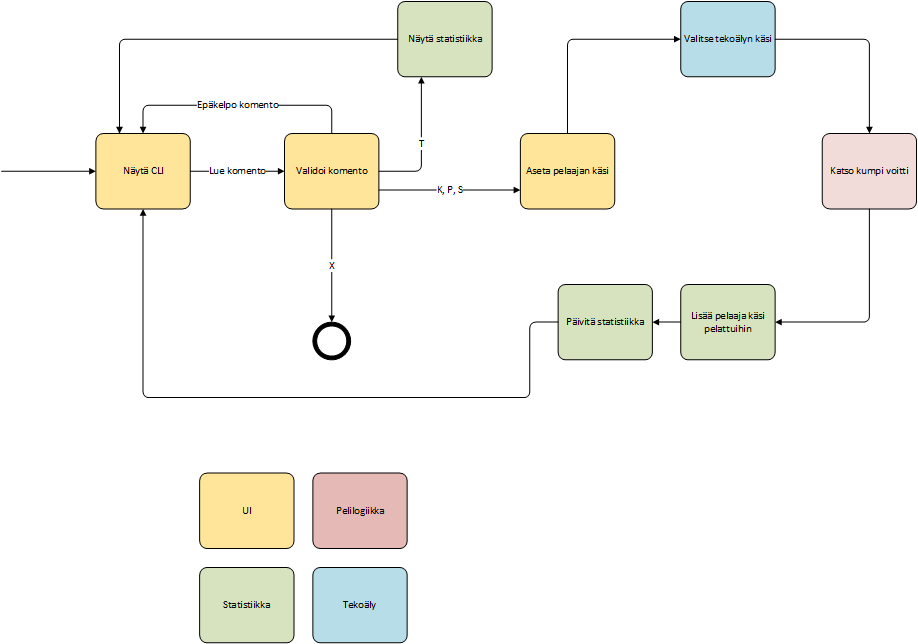 Näytä statistiikka
Valitse tekoälyn käsi
Epäkelpo komento
T
Näytä CLI
Lue komento
Validoi komento
K, P, S
Aseta pelaajan käsi
Katso kumpi voitti
X
Päivitä statistiikka
Lisää pelaaja käsi
pelattuihin
UI
Pelilogiikka
Statistiikka
Tekoäly